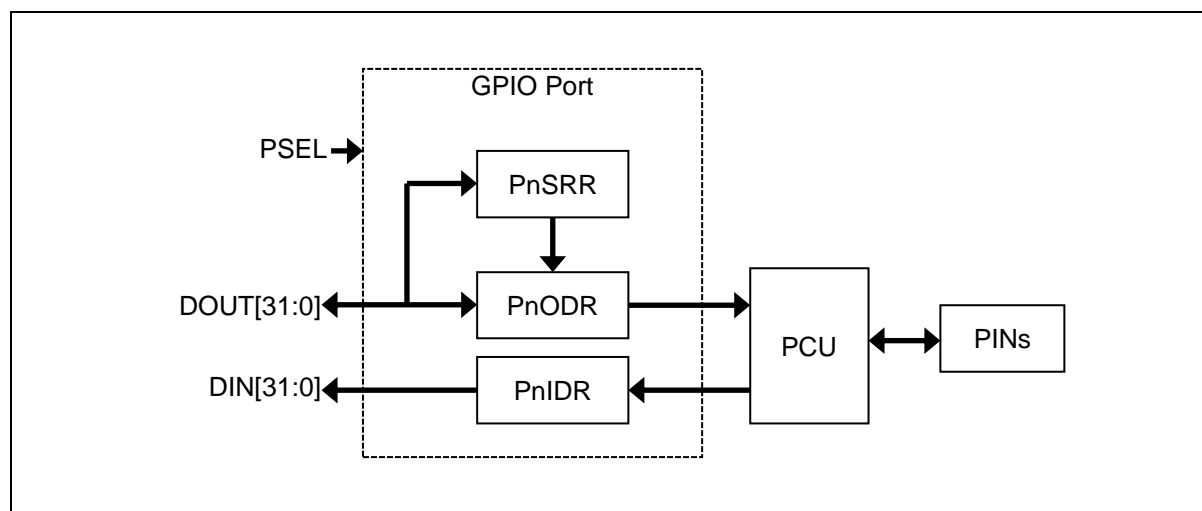 GPIO Port
PSEL
PnSRR
DOUT[31:0]
PnODR
PCU
PINs
DIN[31:0]
PnIDR